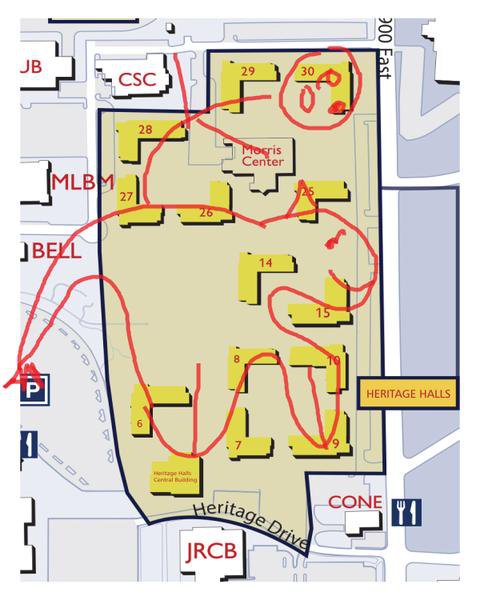 900 East
JB
CSC
29
30
28
Morris
Center
MLBM
27
26
25
BELL
14
15
8
10
P
HERITAGE HALLS
6
7
9
Heritage Halls
Central Building
CONE
Heritage Drive
JRCB